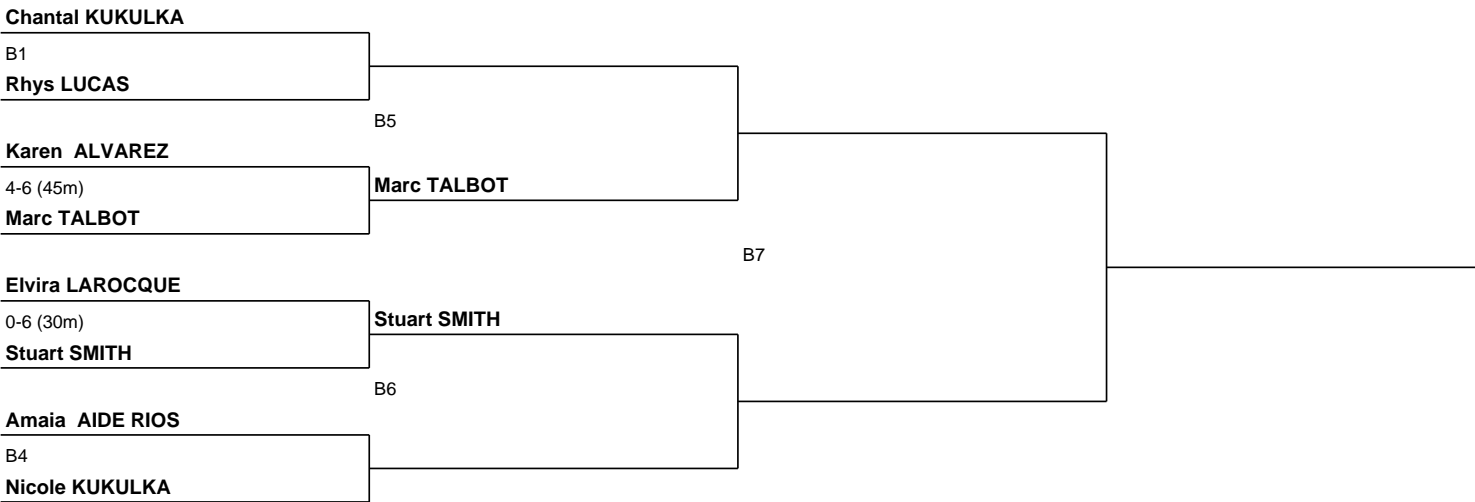 Chantal KUKULKA
B1
Rhys LUCAS
B5
Karen  ALVAREZ
4-6 (45m)
Marc TALBOT
Marc TALBOT
B7
Elvira LAROCQUE
0-6 (30m)
Stuart SMITH
Stuart SMITH
B6
Amaia  AIDE RIOS
B4
Nicole KUKULKA